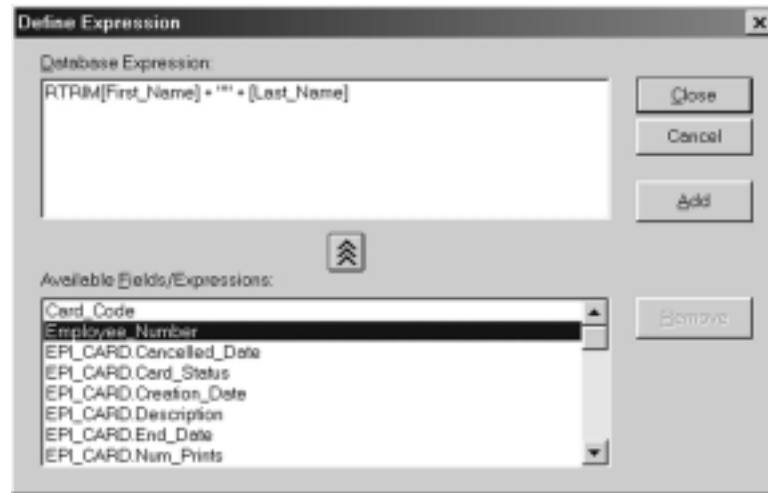 Define Expression
Database Expression:
RTRIM[First_Name] + "" + [Last_Name]
Close
Cancel
Add
Available Fields/Expressions:
Card_Code
Employee_Number
EPI_CARD.Cancelled_Date
EPI_CARD.Card_Status
EPI_CARD.Creation_Date
EPI_CARD.Description
EPI_CARD.End_Date
EPI_CARD.Num_Prints
Remove